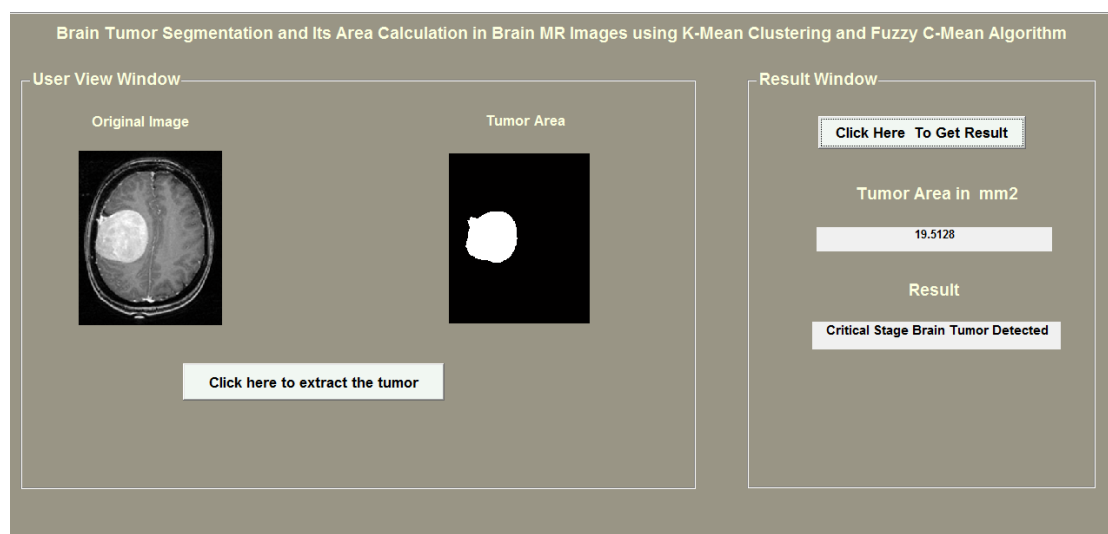 Brain Tumor Segmentation and Its Area Calculation in Brain MR Images using K-Mean Clustering and Fuzzy C-Mean Algorithm
User View Window
Original Image
Tumor Area
Click here to extract the tumor
Result Window
Click Here To Get Result
Tumor Area in mm2
19.5128
Result
Critical Stage Brain Tumor Detected